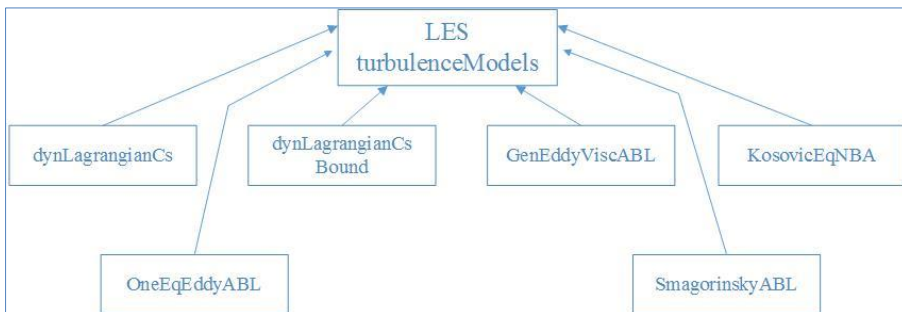 LES
turbulenceModels
dynLagrangianCs
dynLagrangianCs
Bound
GenEddyViscABL
KosovicEqNBA
OneEqEddyABL
SmagorinskyABL